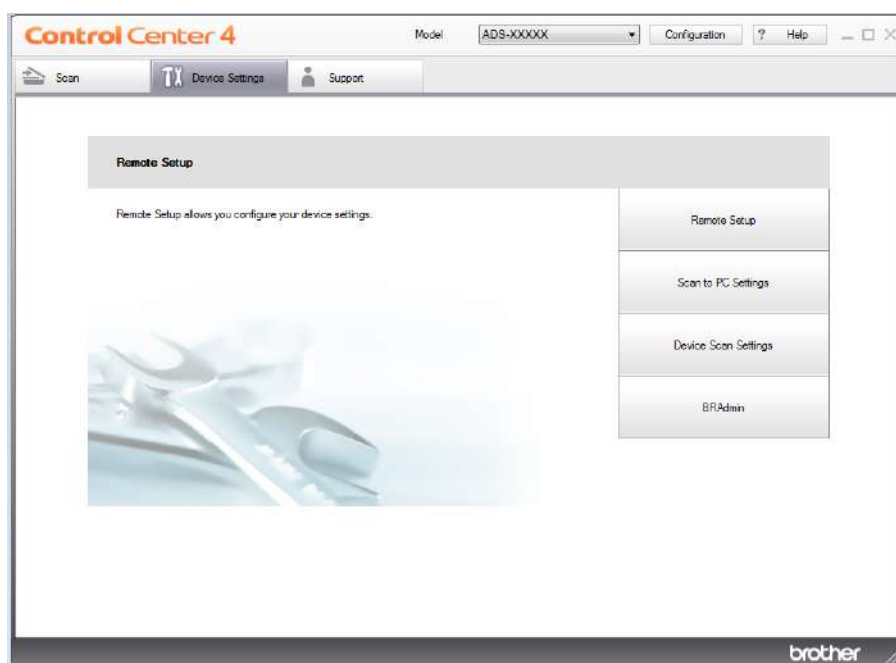 Control Center 4
Model ADS-XXXXX Configuration ? Help
Scan Device Settings Support
Remote Setup
Remote Setup allows you configure your device settings.
Remote Setup
Scan to PC Settings
Device Scan Settings
BRAdmin
brother